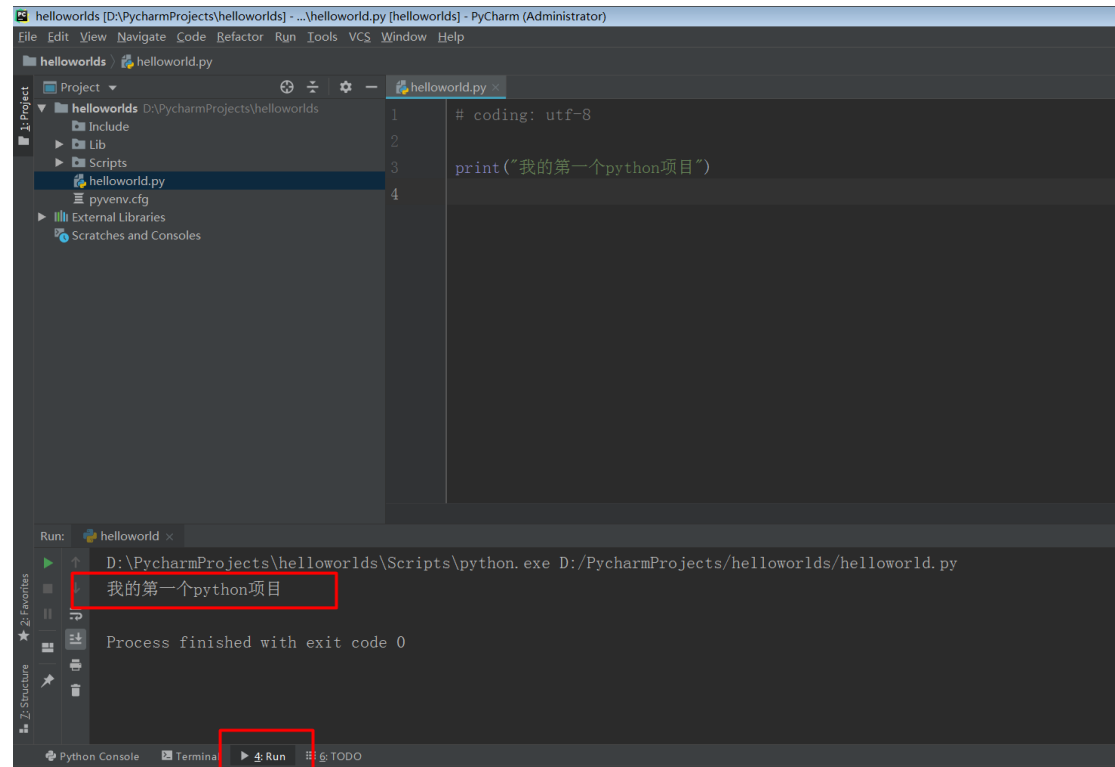 helloworlds [D:\PycharmProjects\helloworlds] - ...\helloworld.py [helloworlds] - PyCharm (Administrator)
File Edit View Navigate Code Refactor Run Tools VCS Window Help
helloworlds helloworld.py
1: Project
Project
helloworlds D:\PycharmProjects\helloworlds
Include
Lib
Scripts
helloworld.py
pyvenv.cfg
External Libraries
Scratches and Consoles
helloworld.py
1 # coding: utf-8
2
3 print("我的第一个python项目")
4
Run: helloworld
D:\PycharmProjects\helloworlds\Scripts\python.exe D:/PycharmProjects/helloworlds/helloworld.py
我的第一个python项目
Process finished with exit code 0
2: Favorites
7: Structure
Python Console Terminal 4: Run 6: TODO